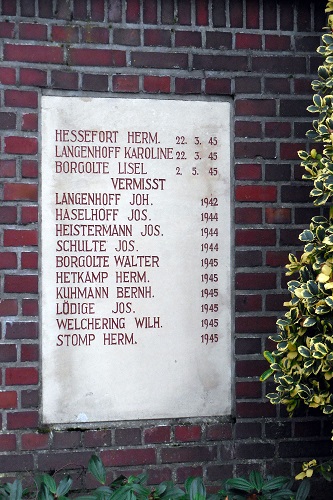 HESSEFORT HERM. 22. 3. 45
LANGENHOFF KAROLINE 22. 3. 45
BORGOLTE LISEL 2. 5. 45
VERMISST
LANGENHOFF JOH. 1942
HASELHOFF JOS. 1944
HEISTERMANN JOS. 1944
SCHULTE JOS. 1944
BORGOLTE WALTER 1945
HETKAMP HERM. 1945
KUHMANN BERNH. 1945
LÖDIGE JOS. 1945
WELCHERING WILH. 1945
STOMP HERM. 1945